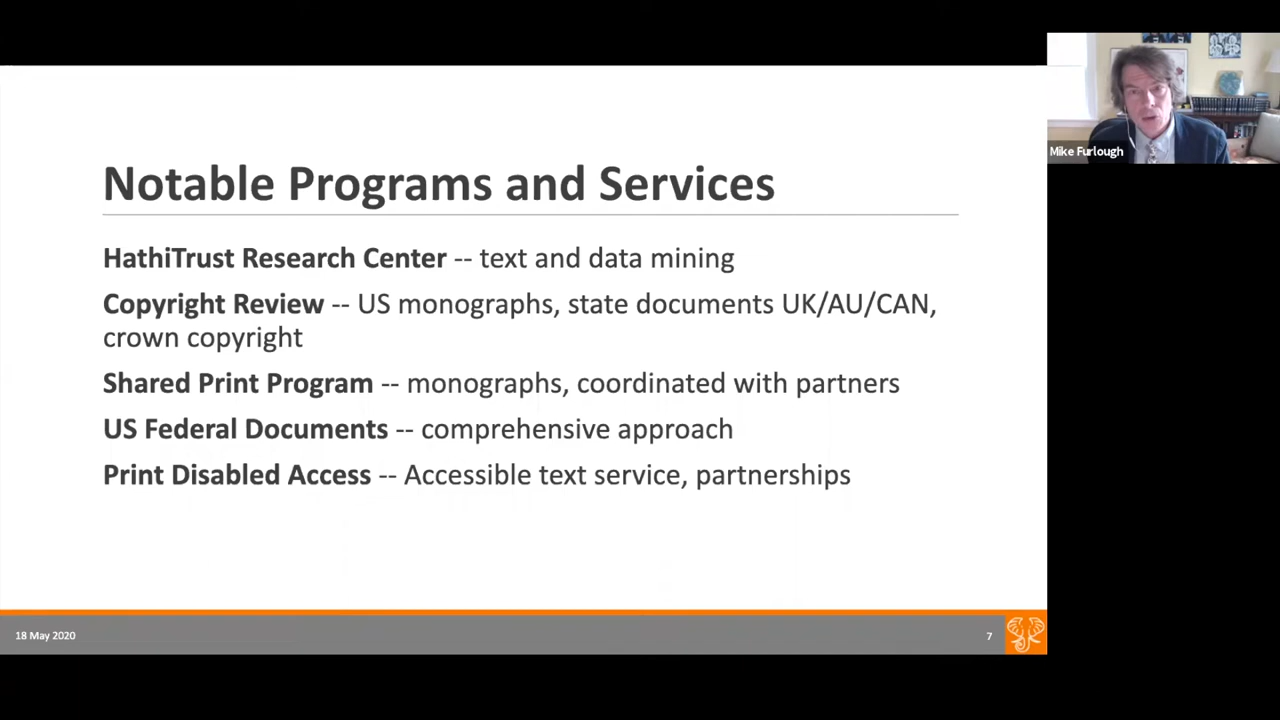 Notable Programs and Services
HathiTrust Research Center -- text and data mining
Copyright Review -- US monographs, state documents UK/AU/CAN,
crown copyright
Shared Print Program -- monographs, coordinated with partners
US Federal Documents -- comprehensive approach
Print Disabled Access -- Accessible text service, partnerships
18 May 2020
7
Mike Furlough